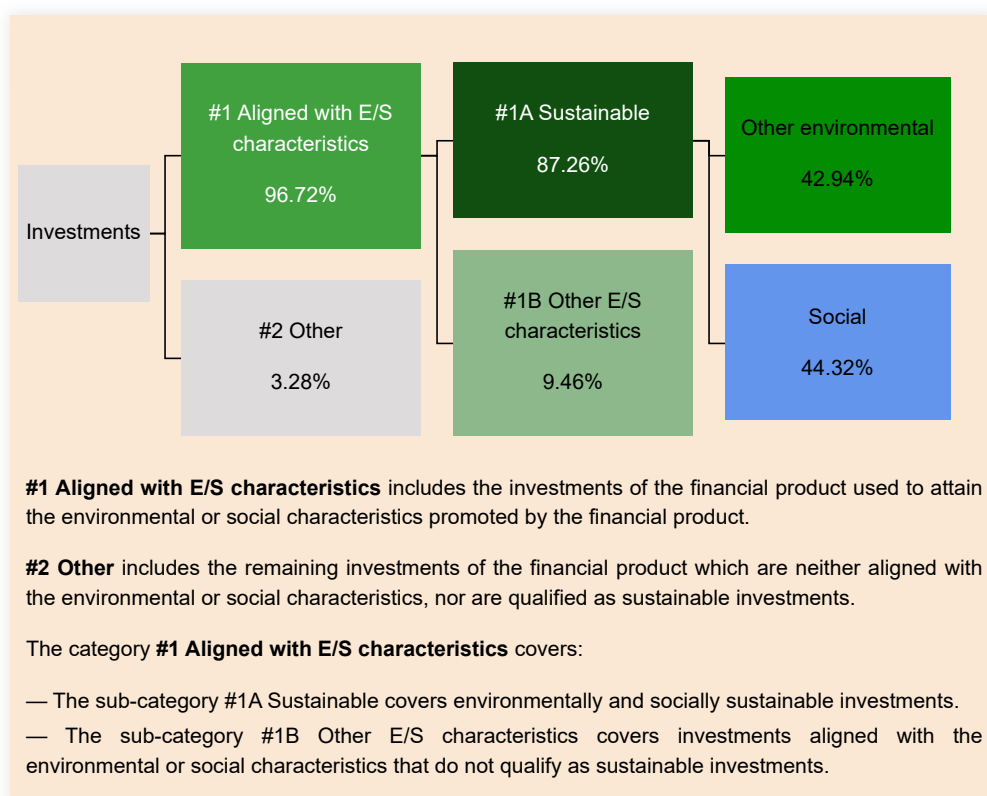 Investments
#1 Aligned with E/S
characteristics
96.72%
#2 Other
3.28%
#1A Sustainable
87.26%
#1B Other E/S
characteristics
9.46%
Other environmental
42.94%
Social
44.32%
#1 Aligned with E/S characteristics includes the investments of the financial product used to attain
the environmental or social characteristics promoted by the financial product.
#2 Other includes the remaining investments of the financial product which are neither aligned with
the environmental or social characteristics, nor are qualified as sustainable investments.
The category #1 Aligned with E/S characteristics covers:
— The sub-category #1A Sustainable covers environmentally and socially sustainable investments.
— The sub-category #1B Other E/S characteristics covers investments aligned with the
environmental or social characteristics that do not qualify as sustainable investments.